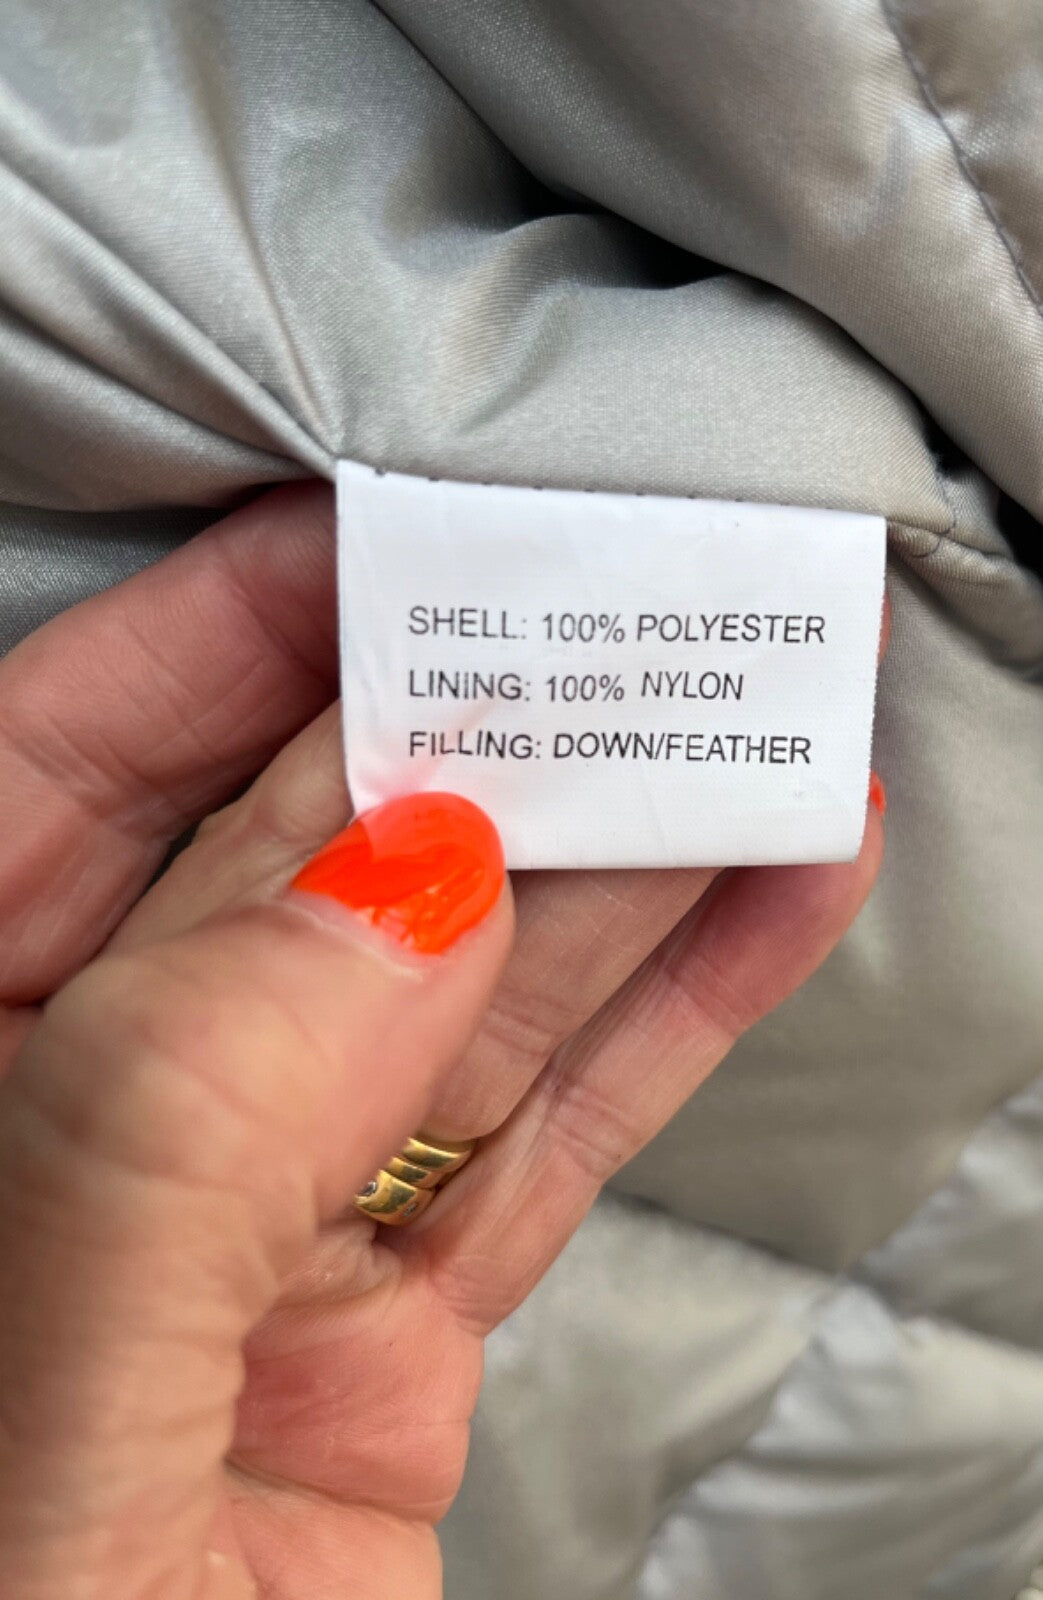 SHELL: 100% POLYESTER
LINING: 100% NYLON
FILLING: DOWN/FEATHER